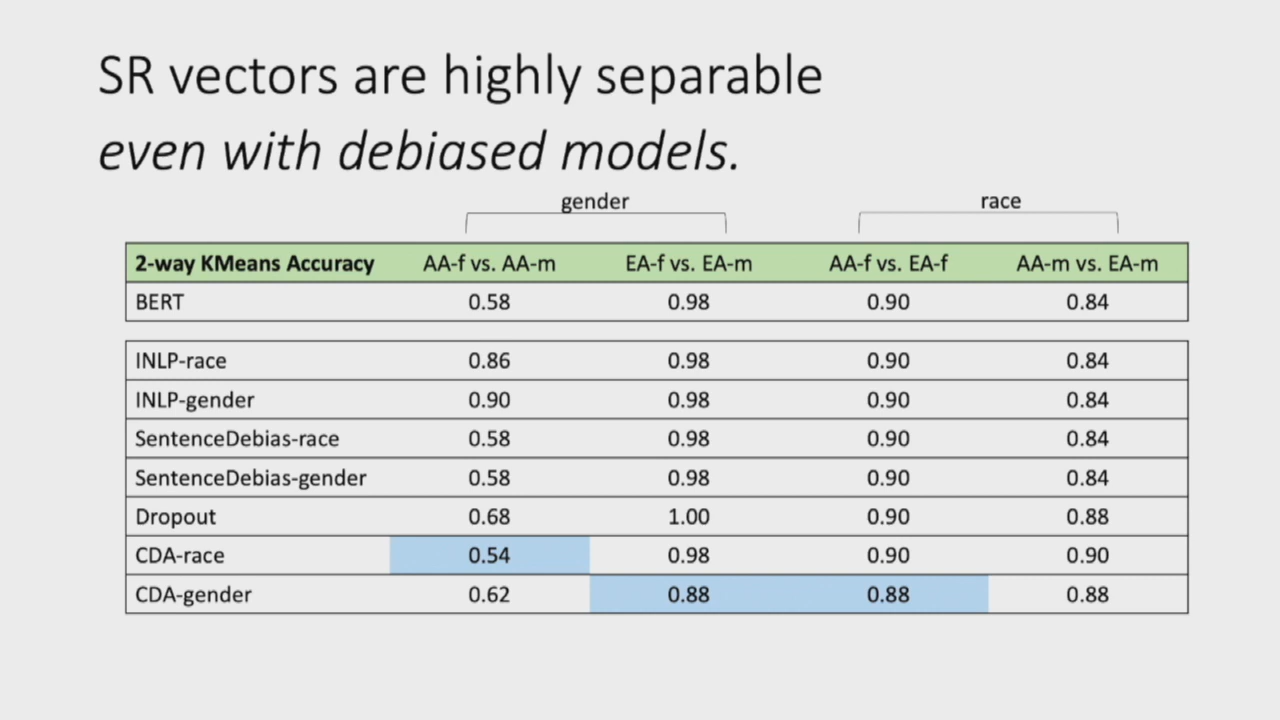 SR vectors are highly separable
even with debiased models.
gender race
2-way KMeans Accuracy AA-f vs. AA-m EA-f vs. EA-m AA-f vs. EA-f AA-m vs. EA-m
BERT 0.58 0.98 0.90 0.84
INLP-race 0.86 0.98 0.90 0.84
INLP-gender 0.90 0.98 0.90 0.84
SentenceDebias-race 0.58 0.98 0.90 0.84
SentenceDebias-gender 0.58 0.98 0.90 0.84
Dropout 0.68 1.00 0.90 0.88
CDA-race 0.54 0.98 0.90 0.90
CDA-gender 0.62 0.88 0.88 0.88